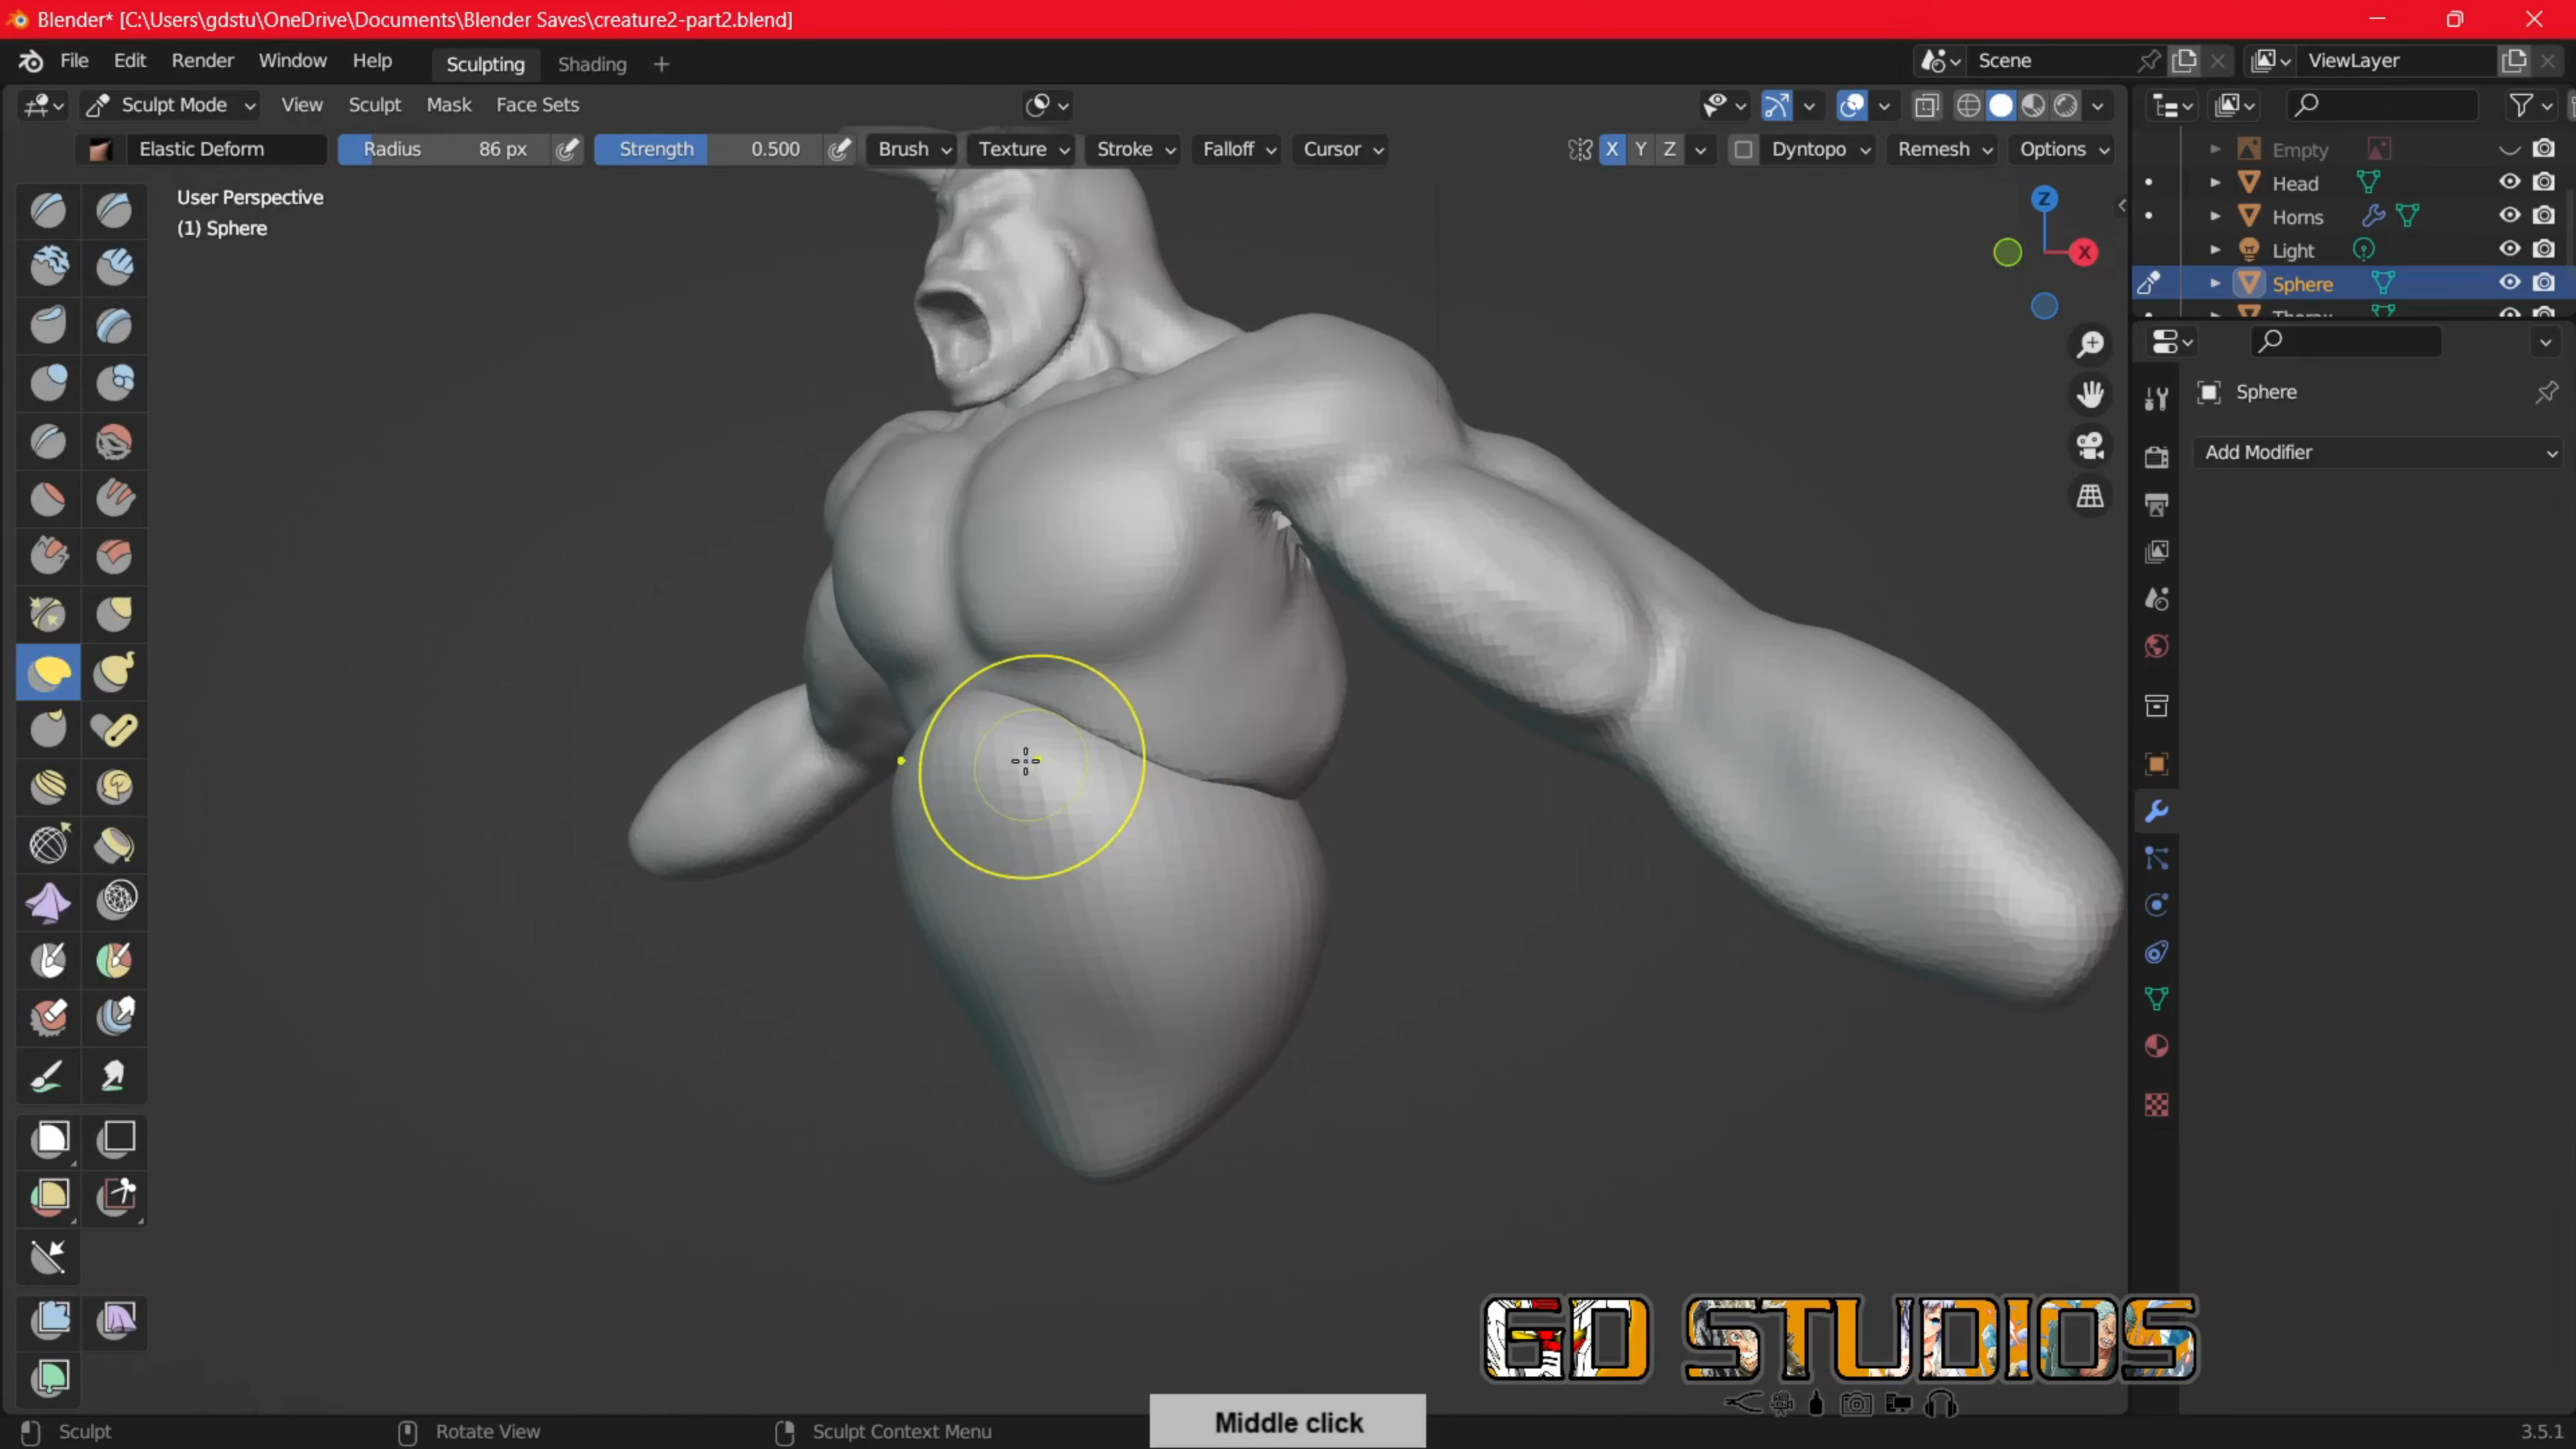 Blender* [C:\Users\gdstu\OneDrive\Documents\Blender Saves\creature2-part2.blend]
File Edit Render Window Help Sculpting Shading + Scene ViewLayer
Sculpt Mode View Sculpt Mask Face Sets
Elastic Deform Radius 86 px Strength 0.500 Brush Texture Stroke Falloff Cursor X Y Z Dyntopo Remesh Options
User Perspective
(1) Sphere
Z
X
Empty
Head
Horns
Light
Sphere
Thorax
Sphere
Add Modifier
GD STUDIOS
Middle click
Sculpt Rotate View Sculpt Context Menu 3.5.1